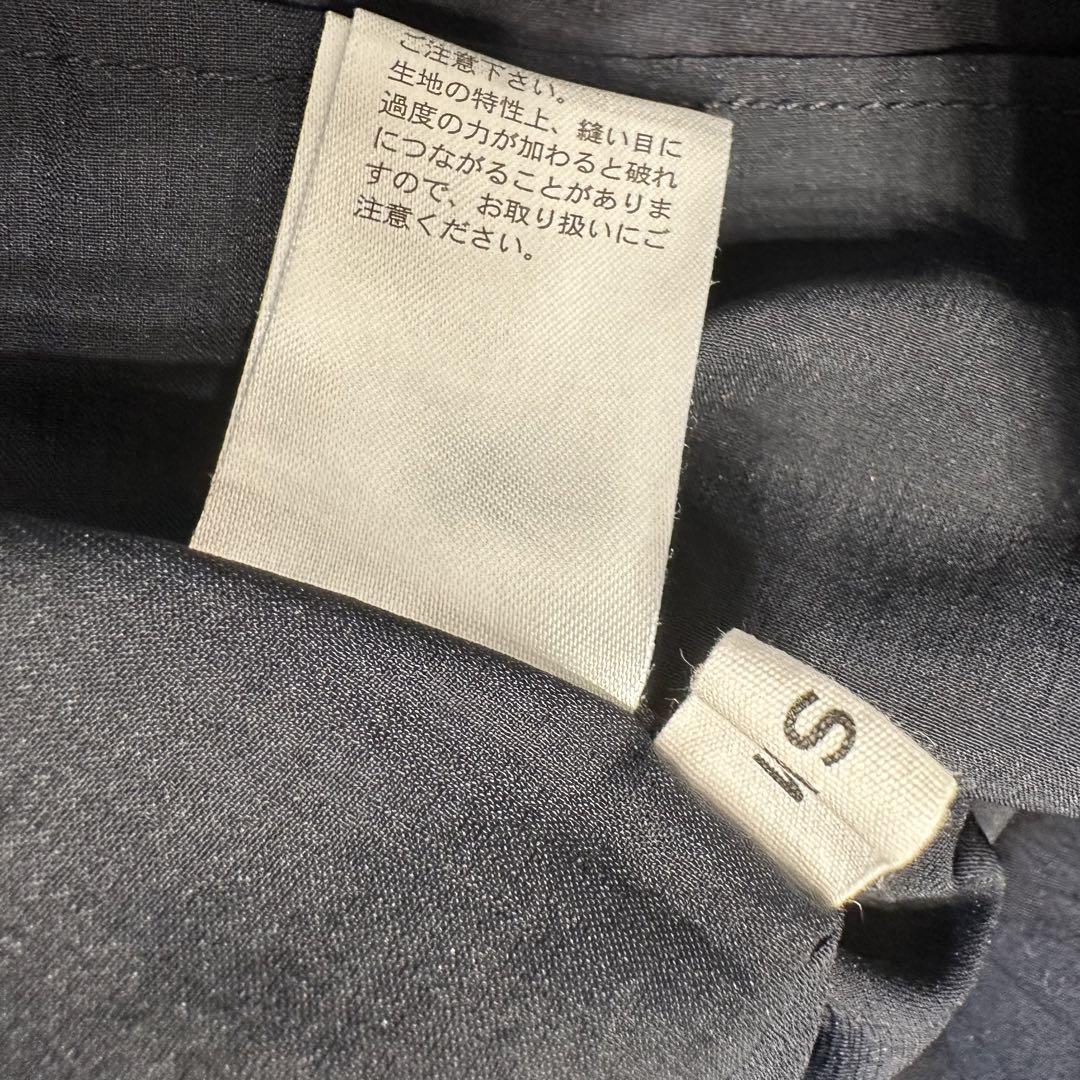 ご注意下さい。
生地の特性上、縫い目に
過度の力が加わると破れ
につながることがありま
すので、お取り扱いにご
注意ください。
S